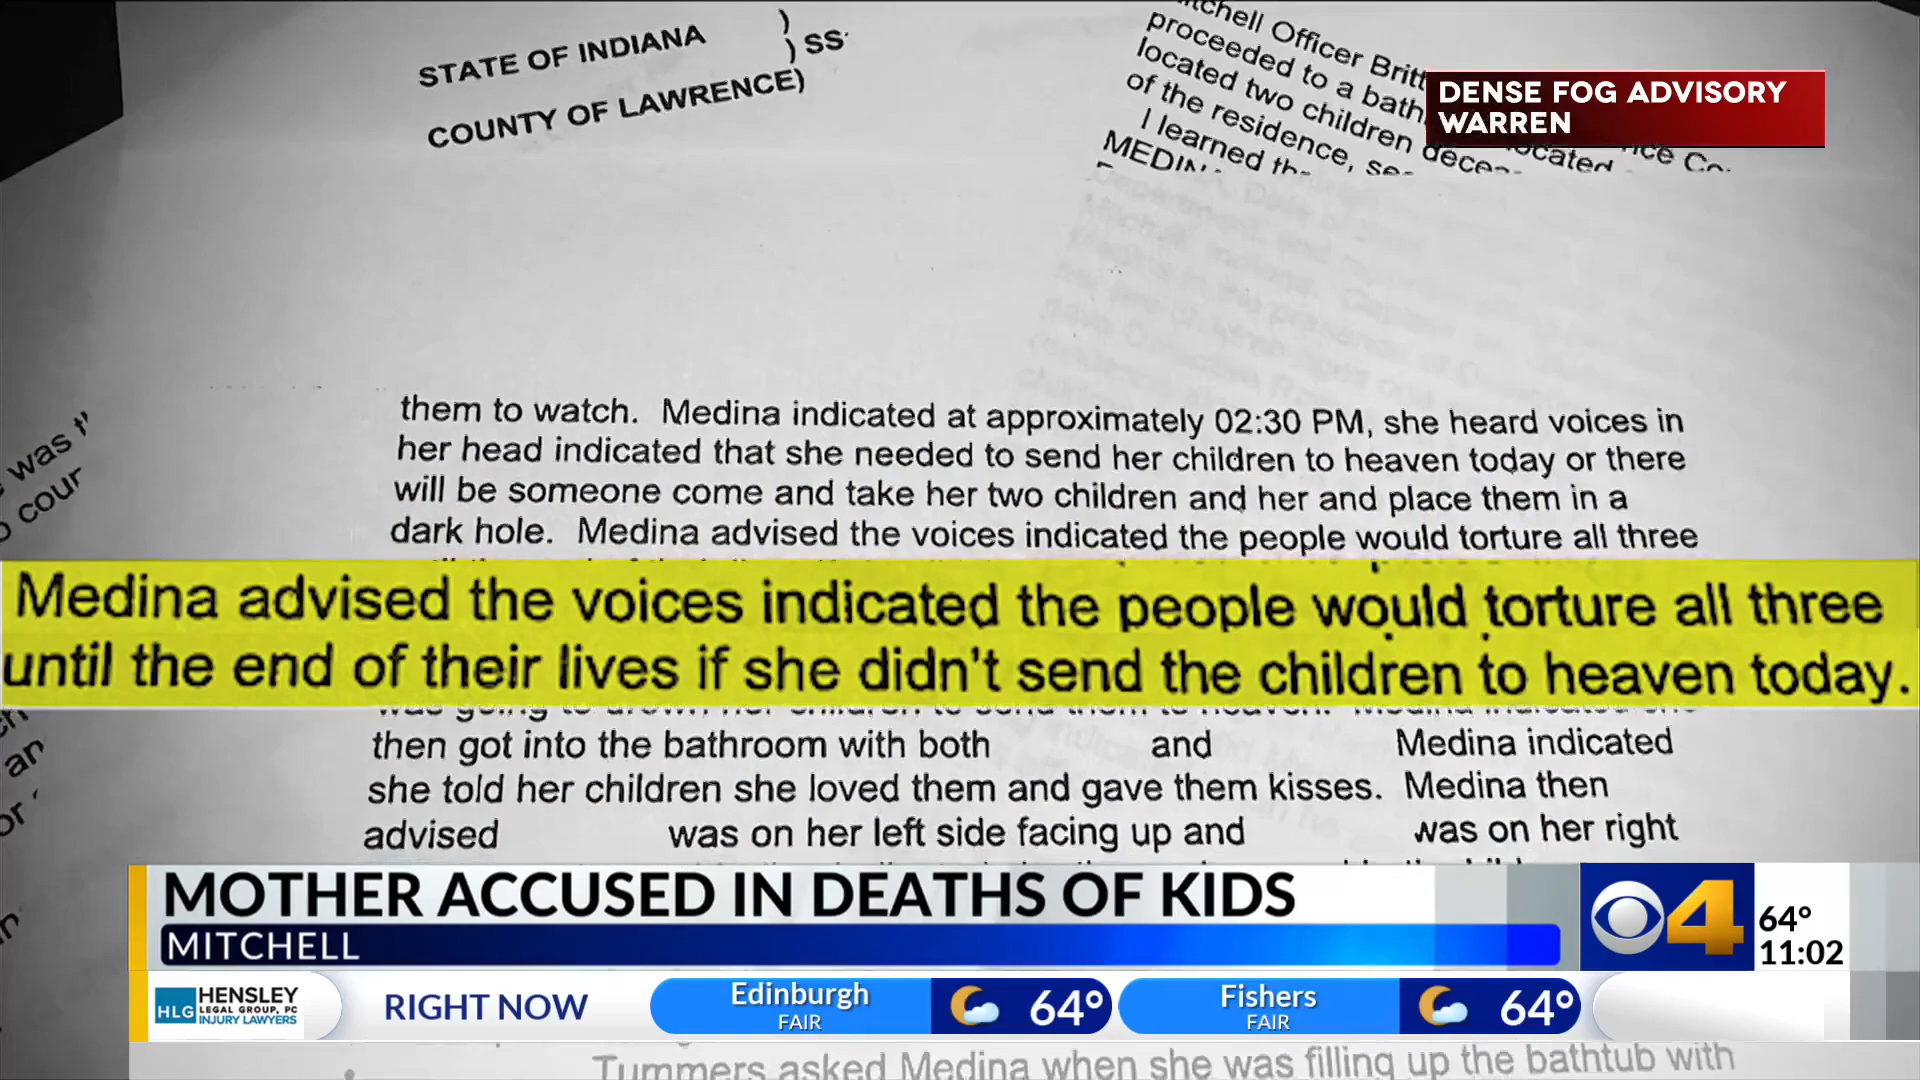 STATE OF INDIANA ) SS
COUNTY OF LAWRENCE)
proceeded to a bath
located two children decea
of the residence, se
I learned
DENSE FOG ADVISORY
WARREN
them to watch. Medina indicated at approximately 02:30 PM, she heard voices in
her head indicated that she needed to send her children to heaven today or there
will be someone come and take her two children and her and place them in a
dark hole. Medina advised the voices indicated the people would torture all three
Medina advised the voices indicated the people would torture all three
until the end of their lives if she didn't send the children to heaven today.
then got into the bathroom with both and Medina indicated
she told her children she loved them and gave them kisses. Medina then
advised was on her left side facing up and was on her right
MOTHER ACCUSED IN DEATHS OF KIDS
MITCHELL
4
64°
11:02
HLG HENSLEY
LEGAL GROUP, PC
INJURY LAWYERS
RIGHT NOW
Edinburgh
FAIR
64°
Fishers
FAIR
64°
Tummers asked Medina when she was filling up the bathtub with